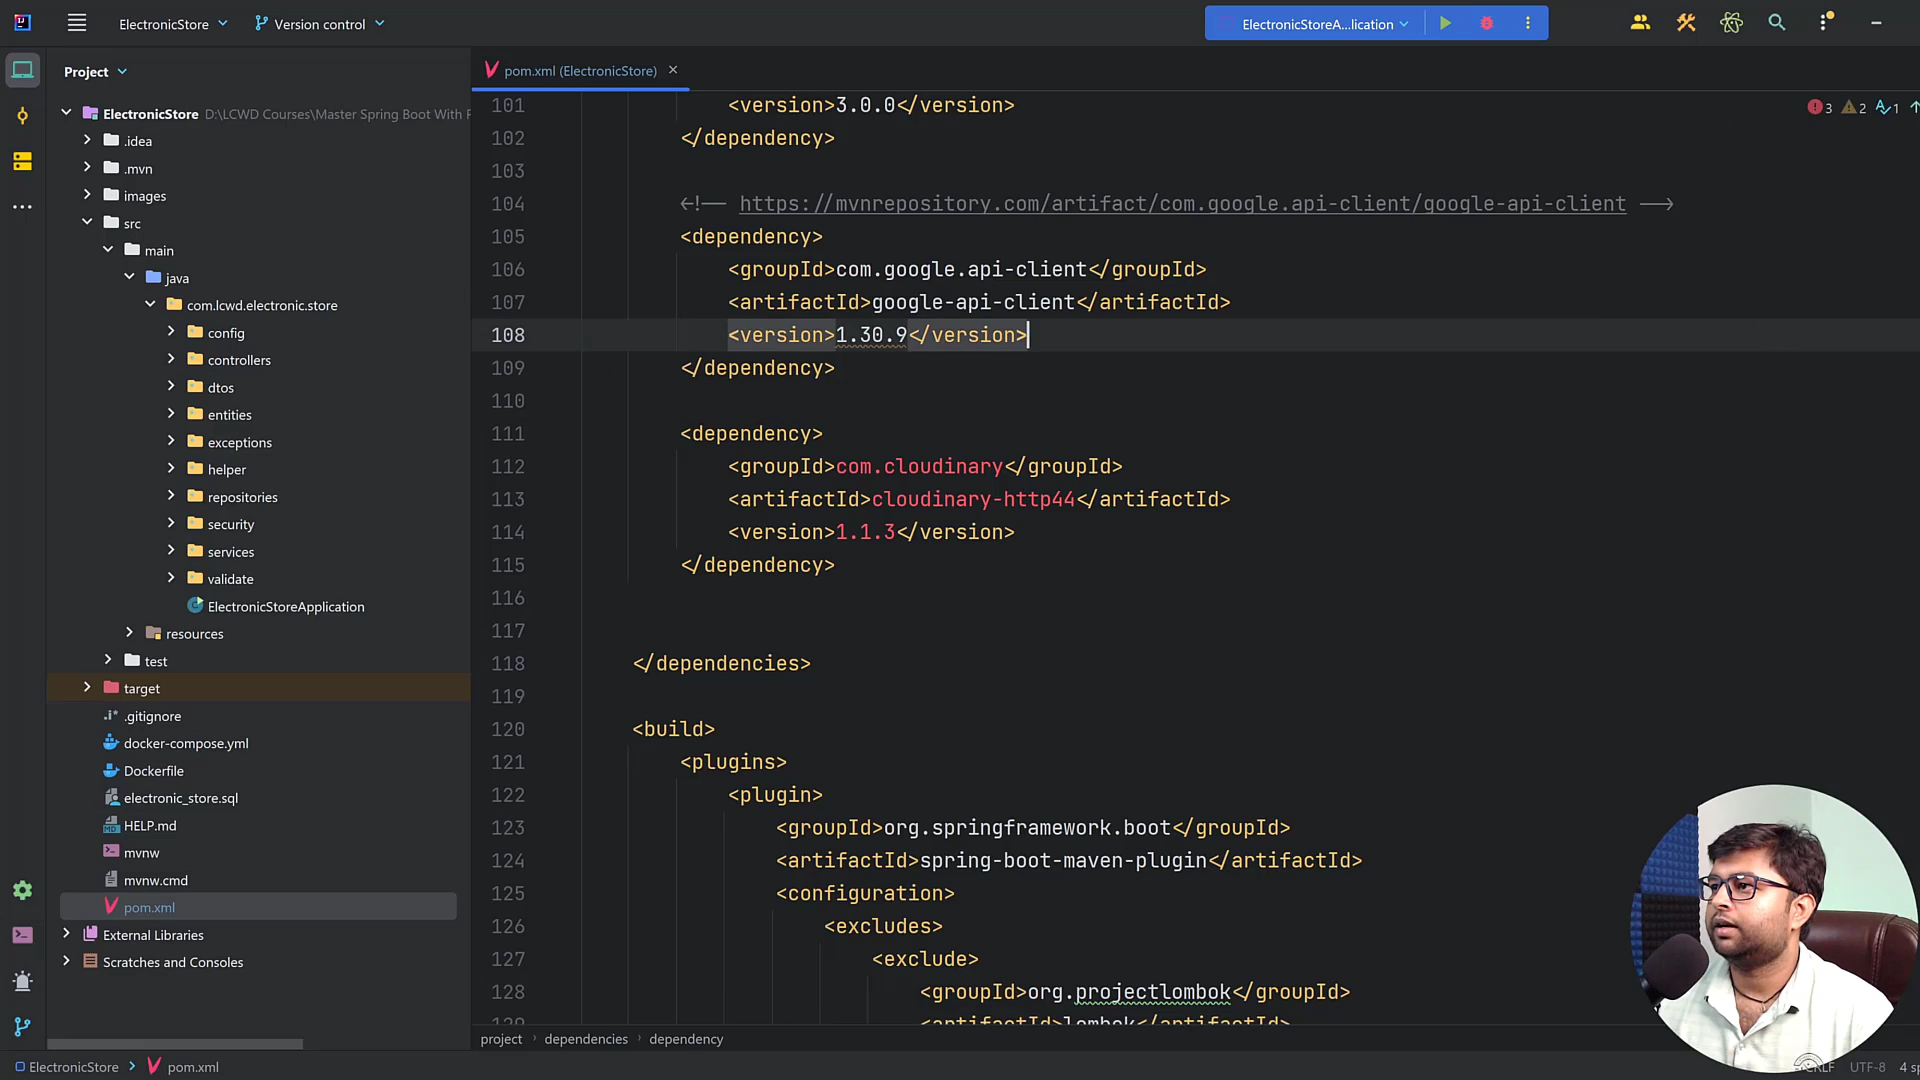 ElectronicStore
Version control
ElectronicStoreA...lication
Project
pom.xml (ElectronicStore)
ElectronicStore D:\LCWD Courses\Master Spring Boot With
.idea
.mvn
images
src
main
java
com.lcwd.electronic.store
config
controllers
dtos
entities
exceptions
helper
repositories
security
services
validate
ElectronicStoreApplication
resources
test
target
.gitignore
docker-compose.yml
Dockerfile
electronic_store.sql
HELP.md
mvnw
mvnw.cmd
pom.xml
External Libraries
Scratches and Consoles
3 2 1
101 <version>3.0.0</version>
102 </dependency>
103
104 <!-- https://mvnrepository.com/artifact/com.google.api-client/google-api-client -->
105 <dependency>
106 <groupId>com.google.api-client</groupId>
107 <artifactId>google-api-client</artifactId>
108 <version>1.30.9</version>
109 </dependency>
110
111 <dependency>
112 <groupId>com.cloudinary</groupId>
113 <artifactId>cloudinary-http44</artifactId>
114 <version>1.1.3</version>
115 </dependency>
116
117
118 </dependencies>
119
120 <build>
121 <plugins>
122 <plugin>
123 <groupId>org.springframework.boot</groupId>
124 <artifactId>spring-boot-maven-plugin</artifactId>
125 <configuration>
126 <excludes>
127 <exclude>
128 <groupId>org.projectlombok</groupId>
129 <artifactId>lombok</artifactId>
project > dependencies > dependency
ElectronicStore > pom.xml
CRLF UTF-8 4